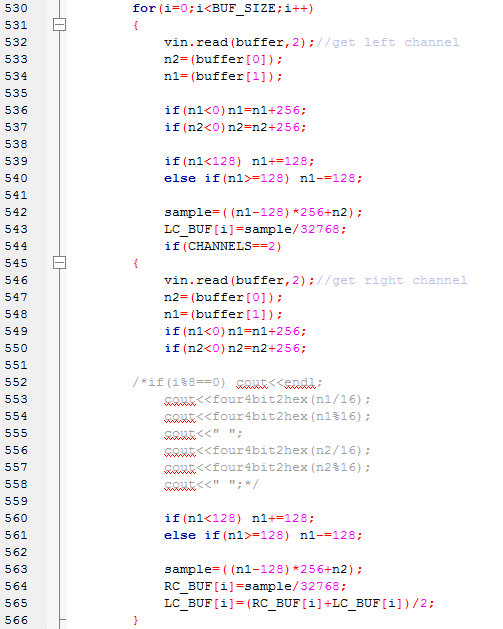 530 for(i=0;i<BUF_SIZE;i++)
531 {
532 vin.read(buffer,2);//get left channel
533 n2=(buffer[0]);
534 n1=(buffer[1]);
535
536 if(n1<0)n1=n1+256;
537 if(n2<0)n2=n2+256;
538
539 if(n1<128) n1+=128;
540 else if(n1>=128) n1-=128;
541
542 sample=((n1-128)*256+n2);
543 LC_BUF[i]=sample/32768;
544 if(CHANNELS==2)
545 {
546 vin.read(buffer,2);//get right channel
547 n2=(buffer[0]);
548 n1=(buffer[1]);
549 if(n1<0)n1=n1+256;
550 if(n2<0)n2=n2+256;
551
552 /*if(i%8==0) cout<<endl;
553 cout<<four4bit2hex(n1/16);
554 cout<<four4bit2hex(n1%16);
555 cout<<" ";
556 cout<<four4bit2hex(n2/16);
557 cout<<four4bit2hex(n2%16);
558 cout<<" ";*/
559
560 if(n1<128) n1+=128;
561 else if(n1>=128) n1-=128;
562
563 sample=((n1-128)*256+n2);
564 RC_BUF[i]=sample/32768;
565 LC_BUF[i]=(RC_BUF[i]+LC_BUF[i])/2;
566 }